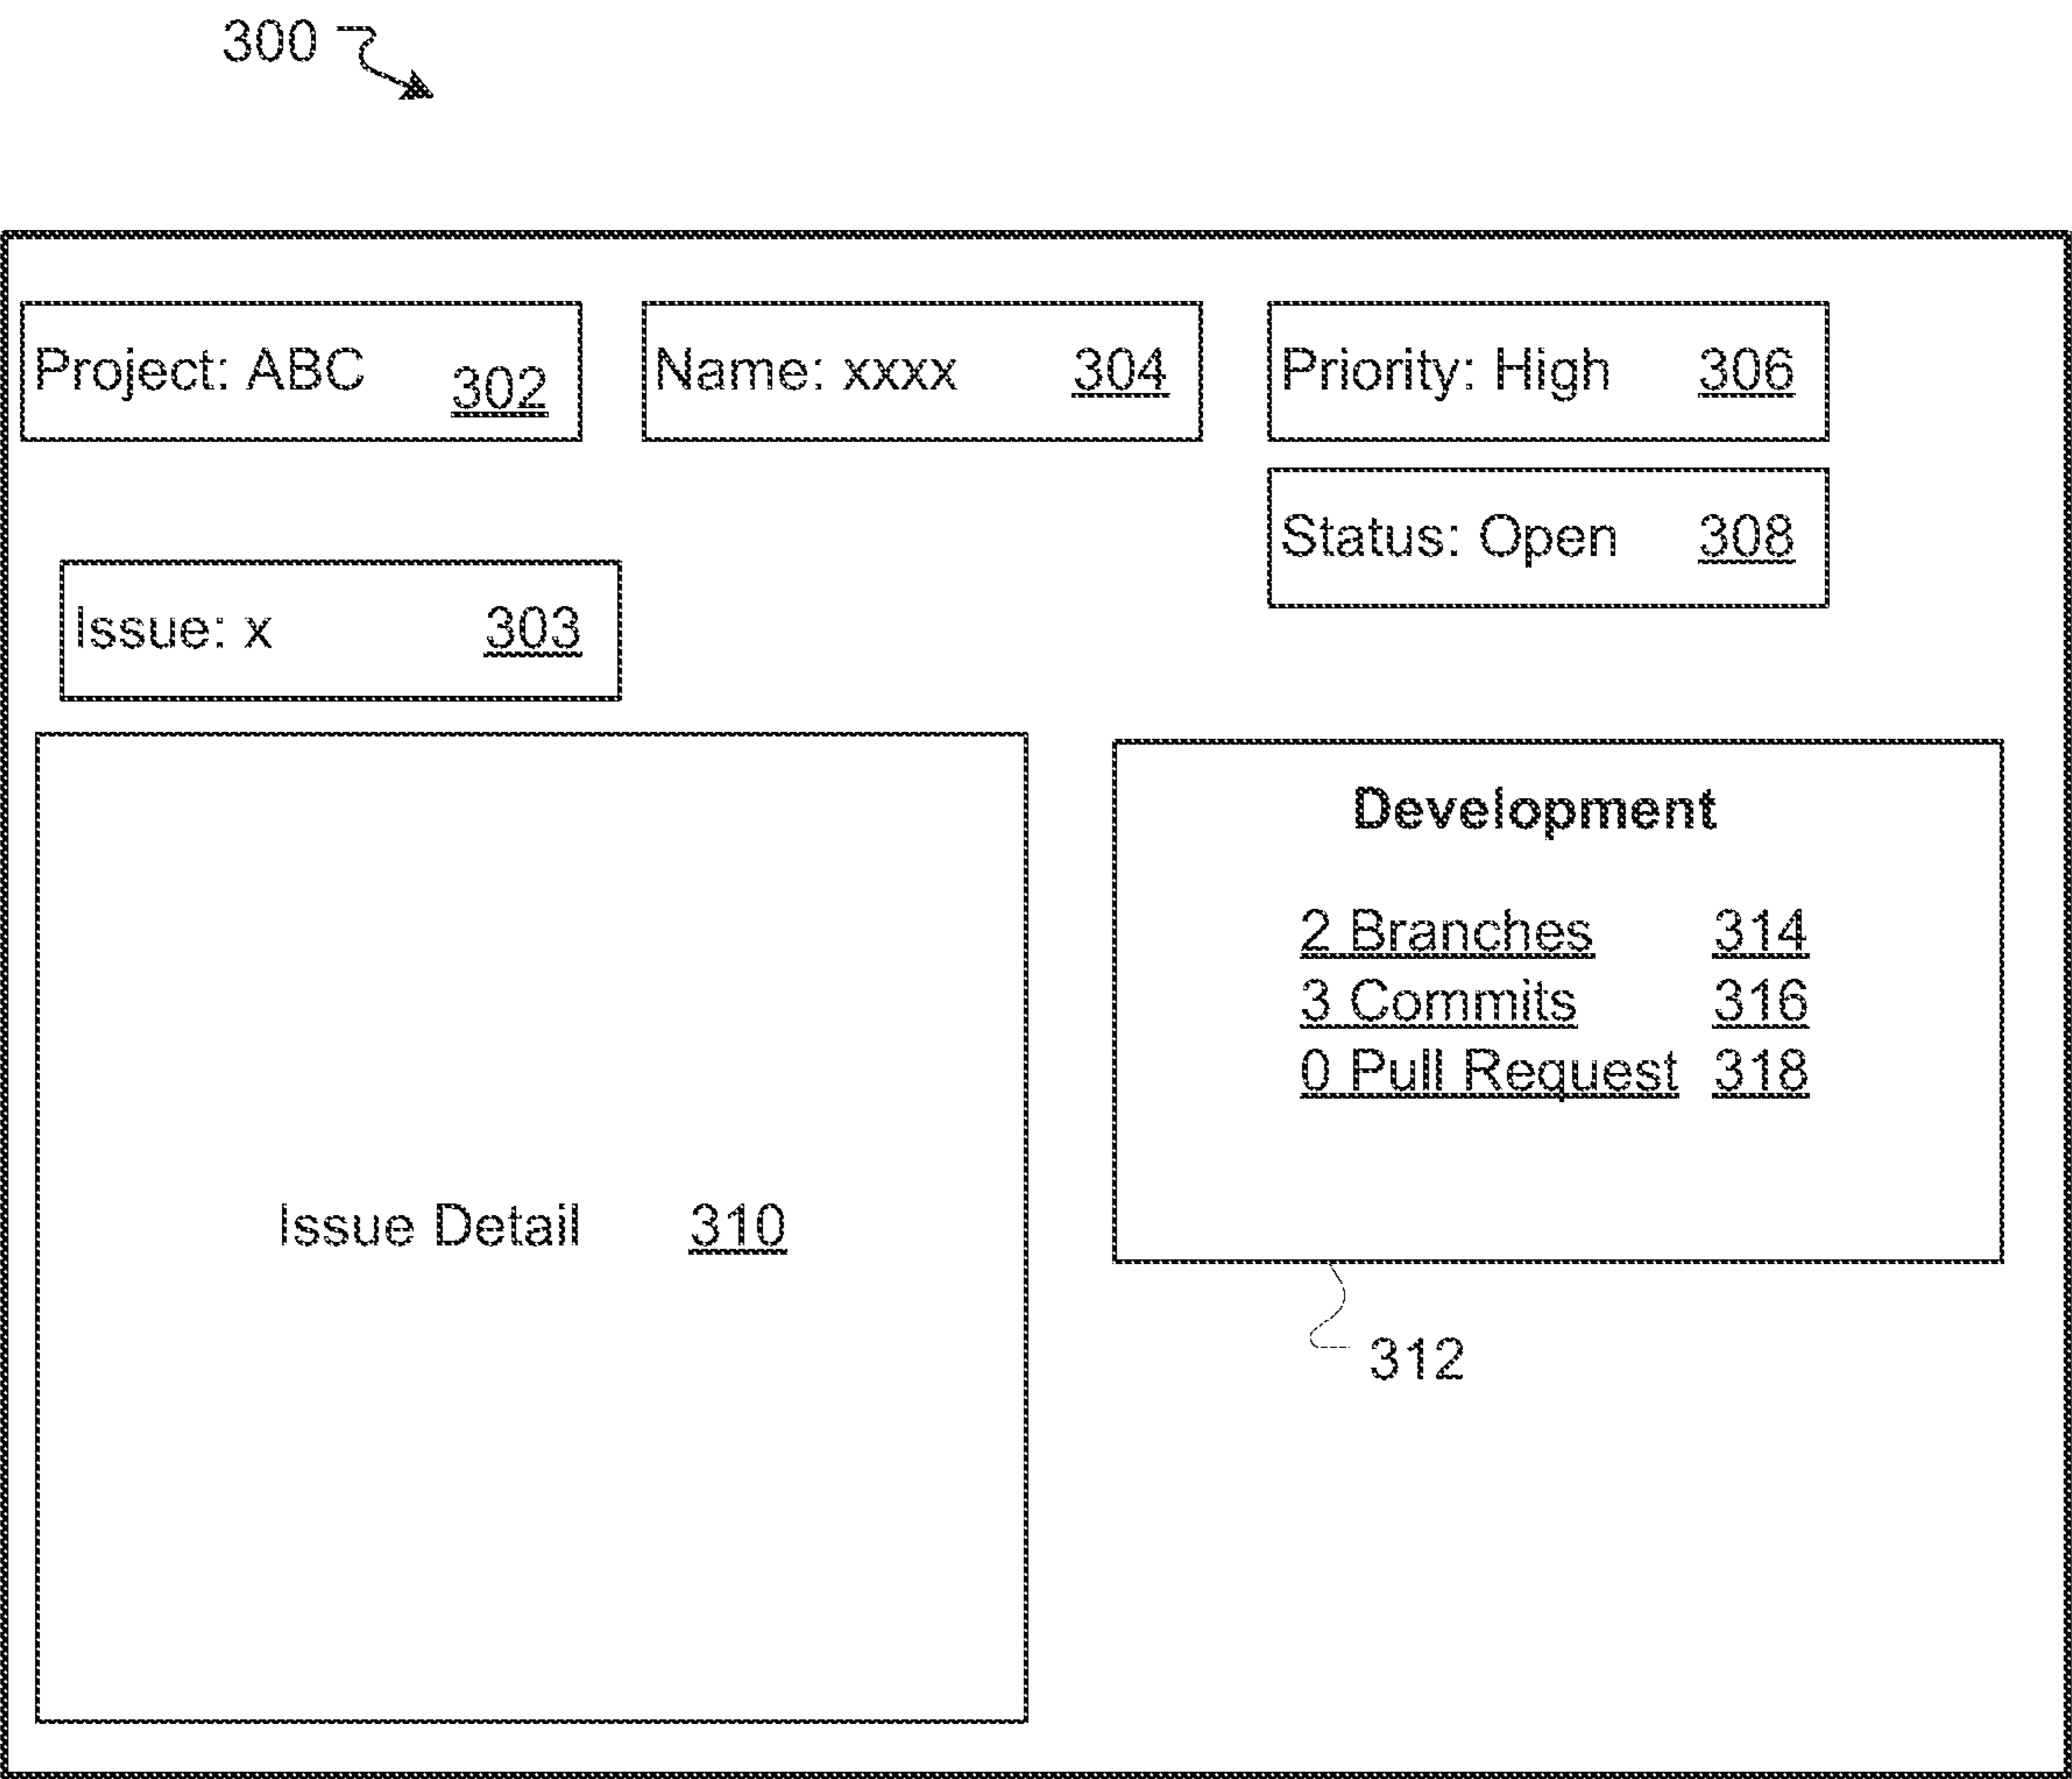 300
Project: ABC 302
Name: xxxx 304
Priority: High 306
Status: Open 308
Issue: x 303
Issue Detail 310
Development
2 Branches 314
3 Commits 316
0 Pull Request 318
312